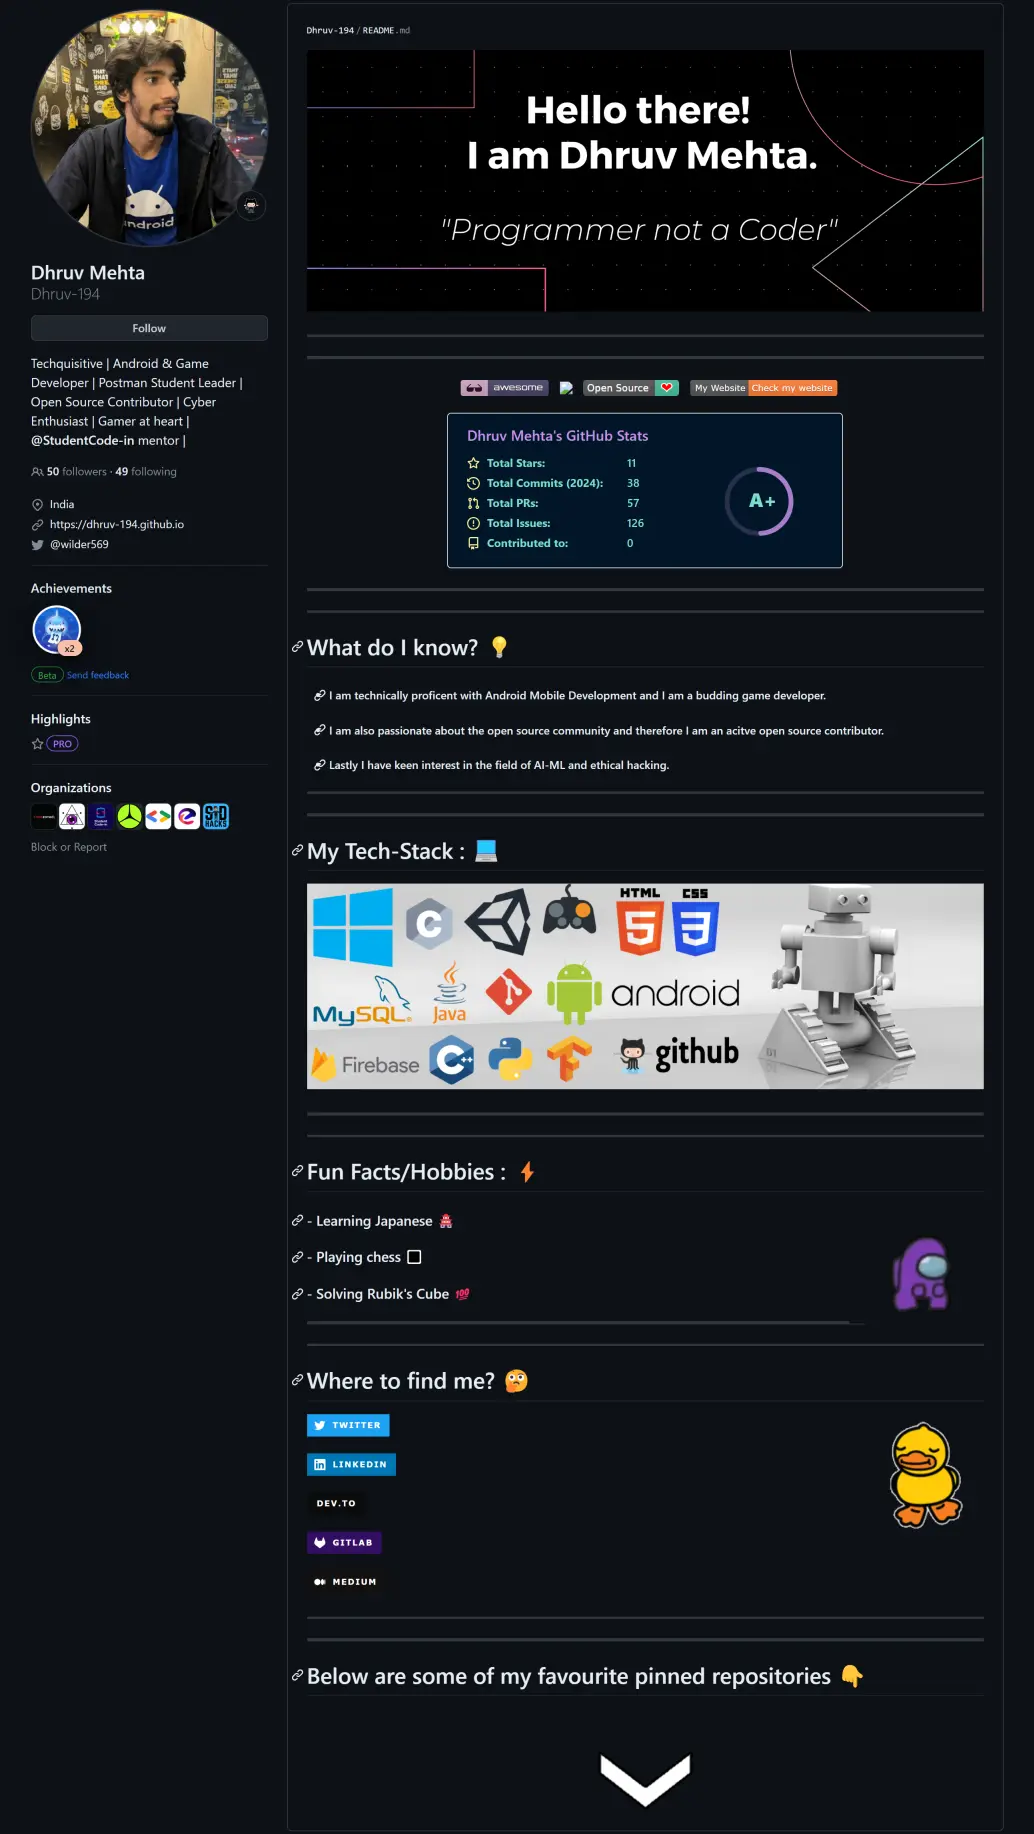 Dhruv Mehta
Dhruv-194
Follow
Techquisitive | Android & Game
Developer | Postman Student Leader |
Open Source Contributor | Cyber
Enthusiast | Gamer at heart |
@StudentCode-in mentor |
50 followers · 49 following
India
https://dhruv-194.github.io
@wilder569
Achievements
x2
Beta Send feedback
Highlights
PRO
Organizations
Block or Report
Dhruv-194 / README.md
Hello there!
I am Dhruv Mehta.
"Programmer not a Coder"
awesome Open Source My Website Check my website
Dhruv Mehta's GitHub Stats
Total Stars: 11
Total Commits (2024): 38
Total PRs: 57
Total Issues: 126
Contributed to: 0
A+
What do I know? 💡
I am technically proficent with Android Mobile Development and I am a budding game developer.
I am also passionate about the open source community and therefore I am an acitve open source contributor.
Lastly I have keen interest in the field of AI-ML and ethical hacking.
My Tech-Stack : 💻
HTML CSS
C 5 3
MySQL Java android
Firebase C++ github
Fun Facts/Hobbies : ⚡
- Learning Japanese 🏯
- Playing chess
- Solving Rubik's Cube 💯
Where to find me? 🤔
TWITTER
LINKEDIN
DEV.TO
GITLAB
MEDIUM
Below are some of my favourite pinned repositories 👇